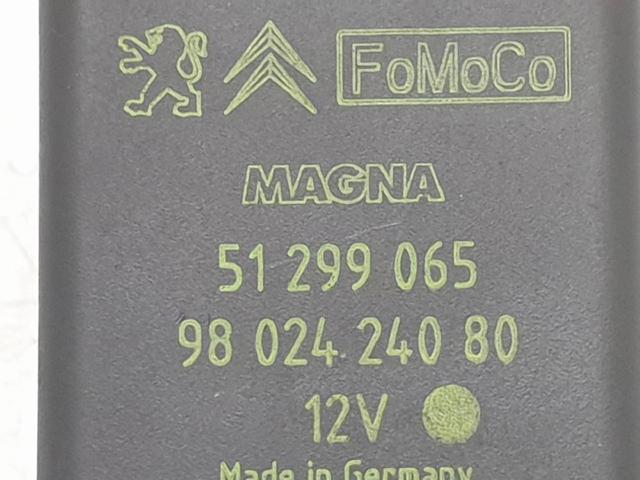 FoMoCo
MAGNA
51 299 065
98 024 240 80
12V
Made in Germany